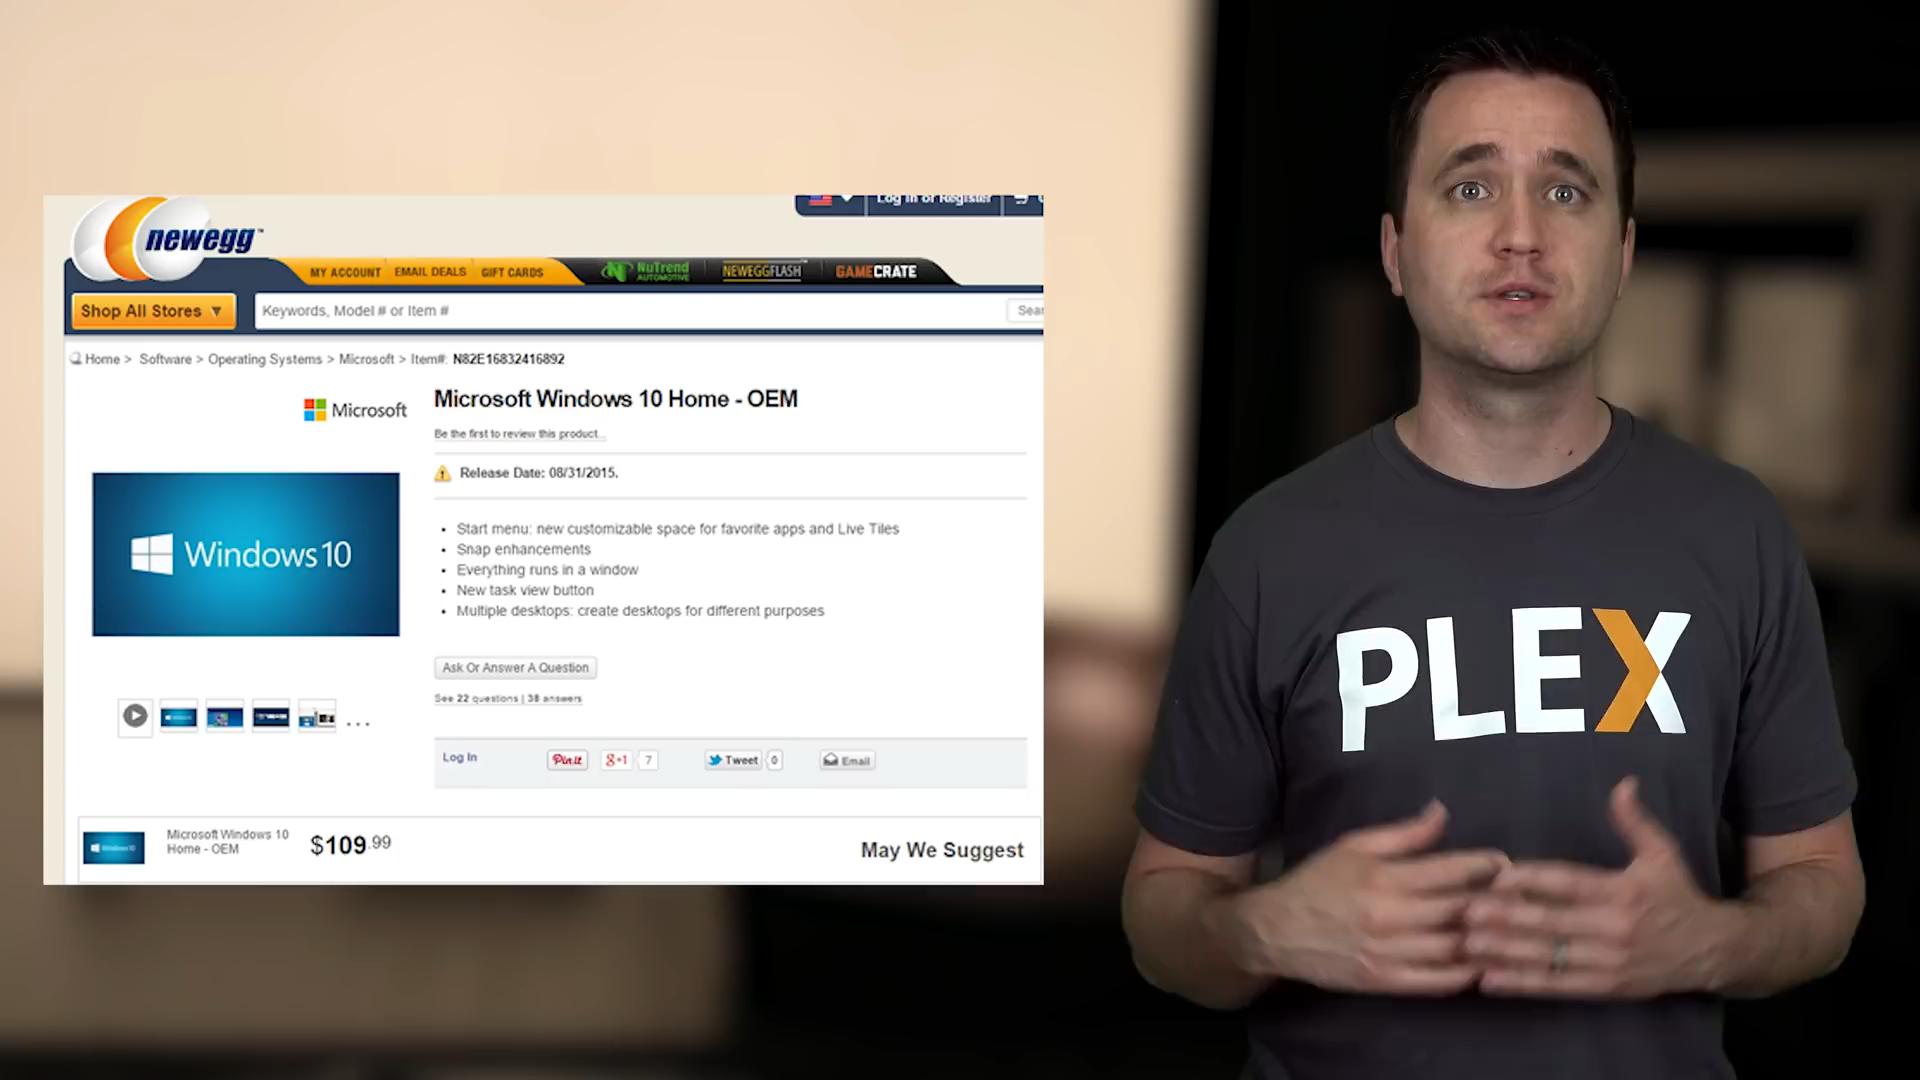 Log In or Register
newegg
MY ACCOUNT EMAIL DEALS GIFT CARDS NuTrend AUTOMOTIVE NEWEGGFLASH GAMECRATE
Shop All Stores ▼ Keywords, Model # or Item #
Home > Software > Operating Systems > Microsoft > Item#: N82E16832416892
Microsoft
Microsoft Windows 10 Home - OEM
Be the first to review this product...
Release Date: 08/31/2015.
Windows 10
• Start menu: new customizable space for favorite apps and Live Tiles
• Snap enhancements
• Everything runs in a window
• New task view button
• Multiple desktops: create desktops for different purposes
Ask Or Answer A Question
See 22 questions | 38 answers
...
Log In Pin it g+1 7 Tweet 0 Email
Microsoft Windows 10
Home - OEM
$109.99
May We Suggest
PLEX